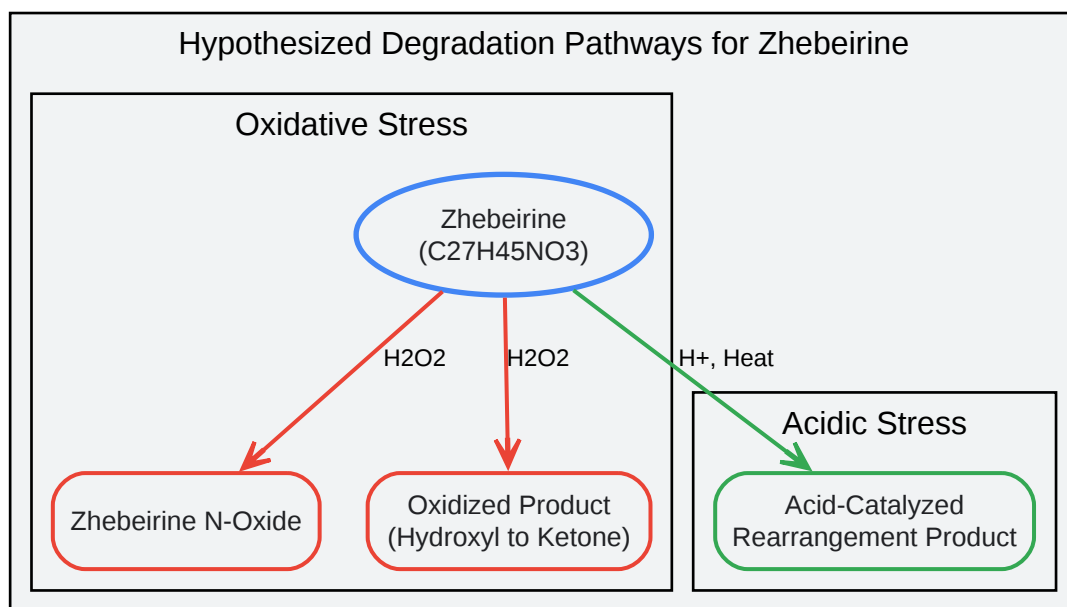 Hypothesized Degradation Pathways for Zhebeirine
Oxidative Stress
Zhebeirine
(C27H45NO3)
H2O2
H2O2
H+, Heat
Acidic Stress
Zhebeirine N-Oxide
Oxidized Product
(Hydroxyl to Ketone)
Acid-Catalyzed
Rearrangement Product